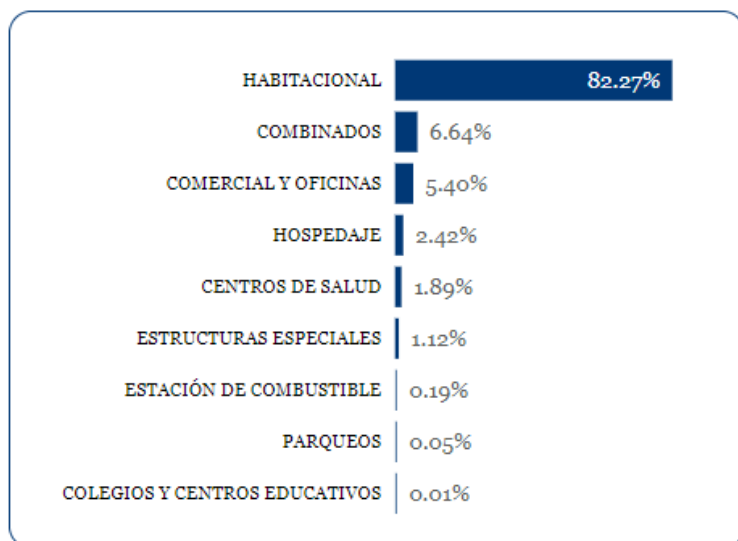 HABITACIONAL 82.27%
COMBINADOS 6.64%
COMERCIAL Y OFICINAS 5.40%
HOSPEDAJE 2.42%
CENTROS DE SALUD 1.89%
ESTRUCTURAS ESPECIALES 1.12%
ESTACIÓN DE COMBUSTIBLE 0.19%
PARQUEOS 0.05%
COLEGIOS Y CENTROS EDUCATIVOS 0.01%